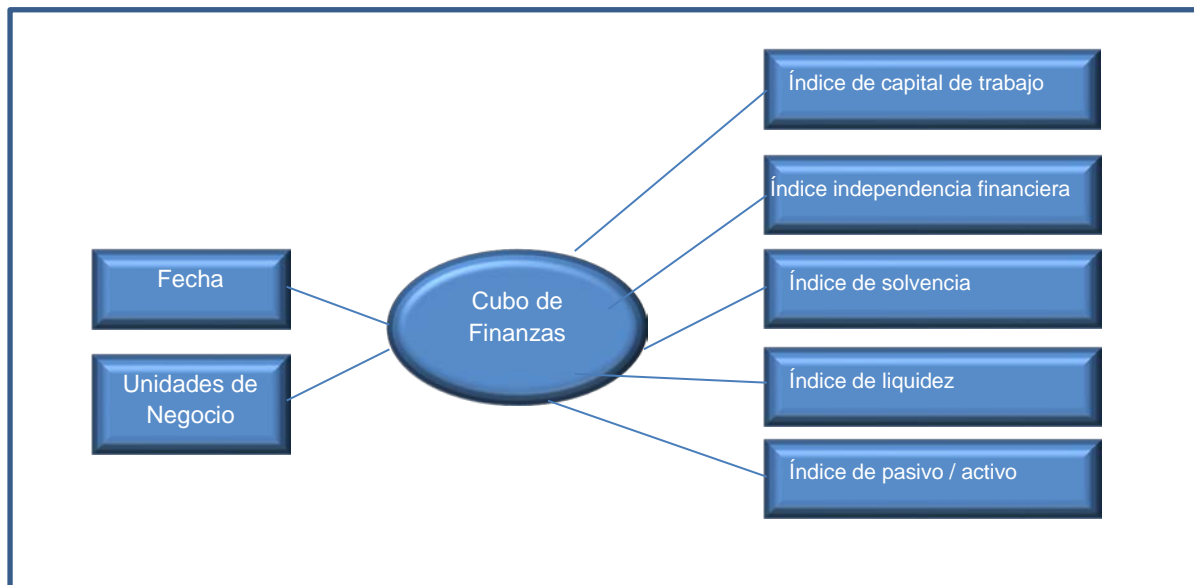 Fecha
Unidades de
Negocio
Cubo de
Finanzas
Índice de capital de trabajo
Índice independencia financiera
Índice de solvencia
Índice de liquidez
Índice de pasivo / activo